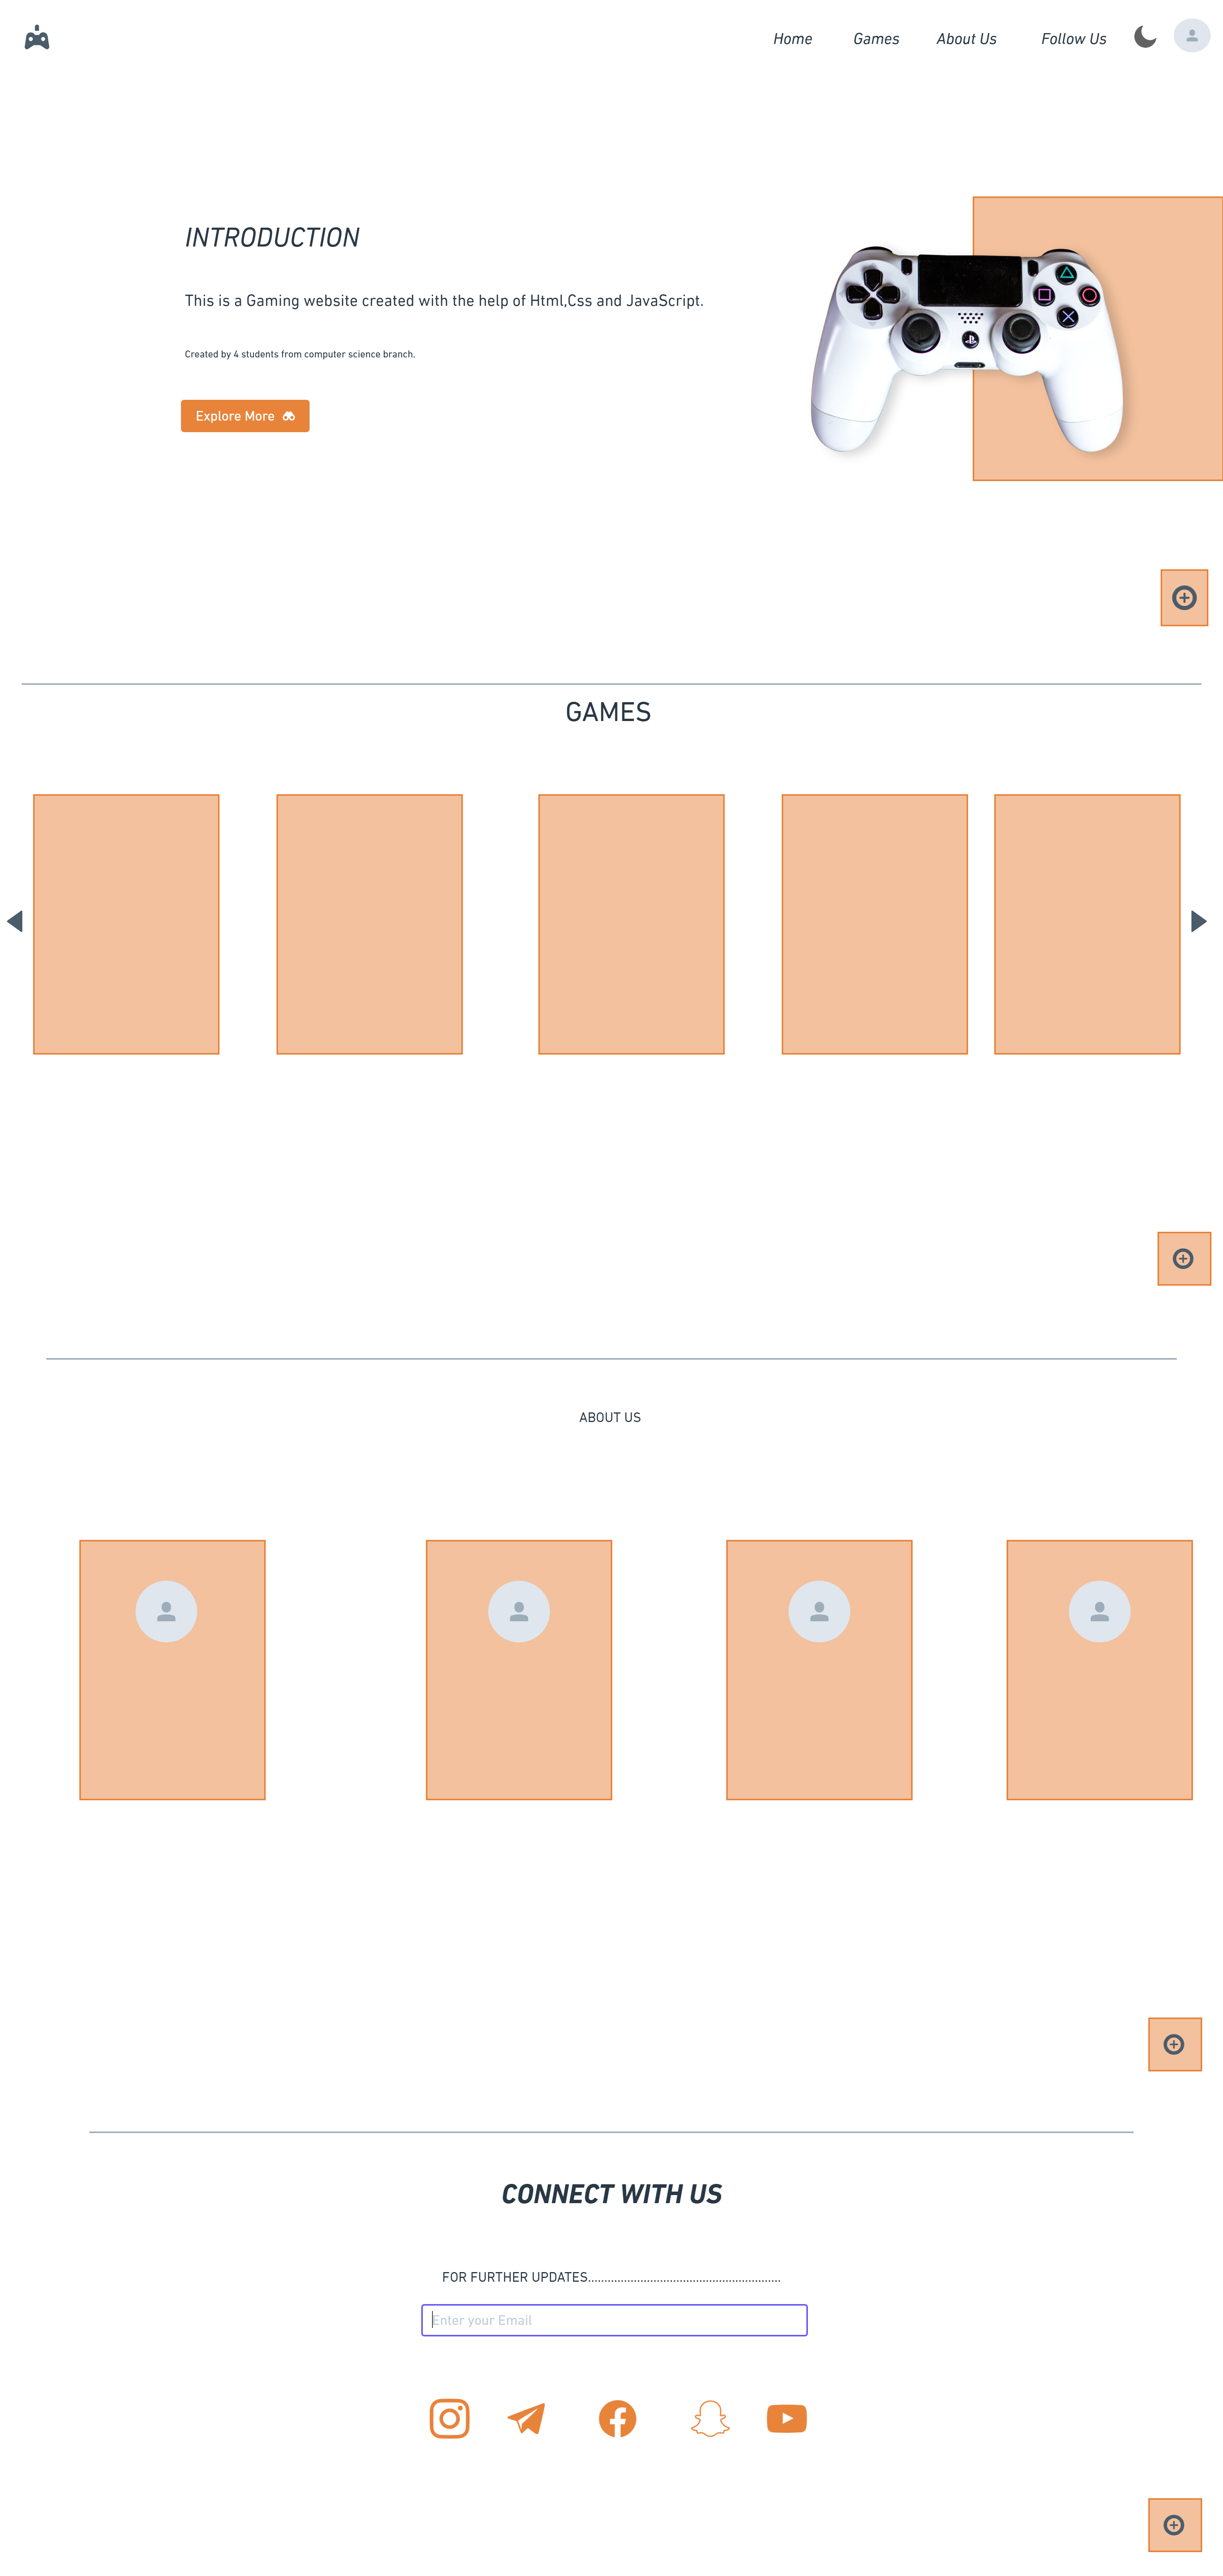 Home Games About Us Follow Us
INTRODUCTION
This is a Gaming website created with the help of Html,Css and JavaScript.
Created by 4 students from computer science branch.
Explore More
GAMES
ABOUT US
CONNECT WITH US
FOR FURTHER UPDATES...........................................................
Enter your Email